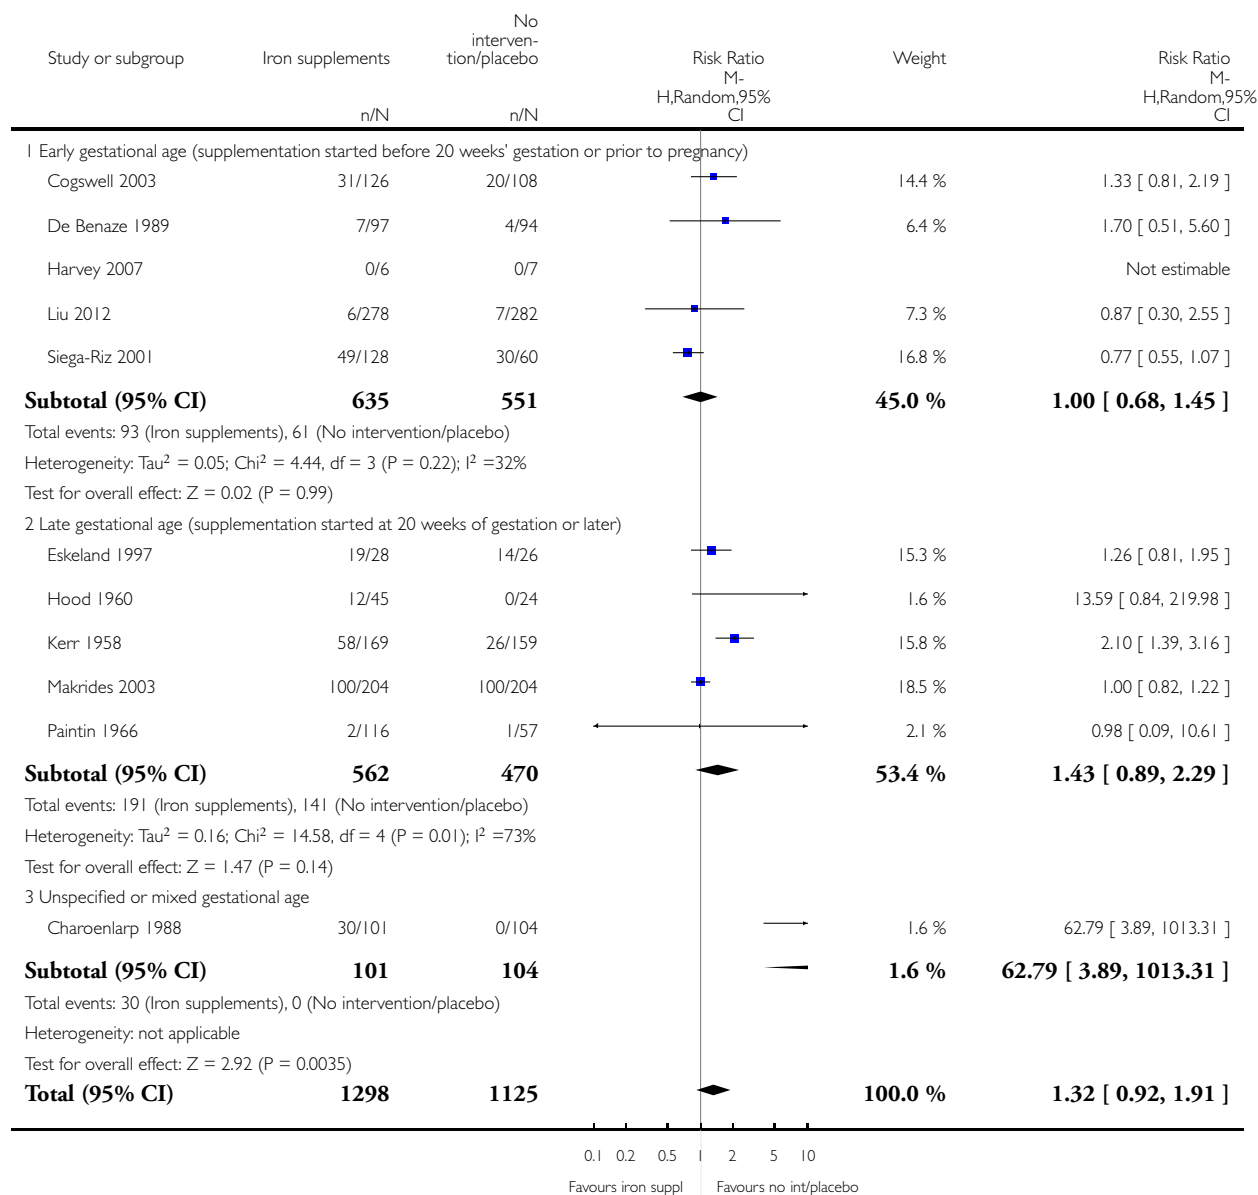 No
interven-
Study or subgroup Iron supplements tion/placebo Risk Ratio Weight Risk Ratio
M- M-
H,Random,95% H,Random,95%
n/N n/N CI CI
1 Early gestational age (supplementation started before 20 weeks’ gestation or prior to pregnancy)
Cogswell 2003 31/126 20/108 14.4 % 1.33 [ 0.81, 2.19 ]
De Benaze 1989 7/97 4/94 6.4 % 1.70 [ 0.51, 5.60 ]
Harvey 2007 0/6 0/7 Not estimable
Liu 2012 6/278 7/282 7.3 % 0.87 [ 0.30, 2.55 ]
Siega-Riz 2001 49/128 30/60 16.8 % 0.77 [ 0.55, 1.07 ]
Subtotal (95% CI) 635 551 45.0 % 1.00 [ 0.68, 1.45 ]
Total events: 93 (Iron supplements), 61 (No intervention/placebo)
Heterogeneity: Tau² = 0.05; Chi² = 4.44, df = 3 (P = 0.22); I² =32%
Test for overall effect: Z = 0.02 (P = 0.99)
2 Late gestational age (supplementation started at 20 weeks of gestation or later)
Eskeland 1997 19/28 14/26 15.3 % 1.26 [ 0.81, 1.95 ]
Hood 1960 12/45 0/24 1.6 % 13.59 [ 0.84, 219.98 ]
Kerr 1958 58/169 26/159 15.8 % 2.10 [ 1.39, 3.16 ]
Makrides 2003 100/204 100/204 18.5 % 1.00 [ 0.82, 1.22 ]
Paintin 1966 2/116 1/57 2.1 % 0.98 [ 0.09, 10.61 ]
Subtotal (95% CI) 562 470 53.4 % 1.43 [ 0.89, 2.29 ]
Total events: 191 (Iron supplements), 141 (No intervention/placebo)
Heterogeneity: Tau² = 0.16; Chi² = 14.58, df = 4 (P = 0.01); I² =73%
Test for overall effect: Z = 1.47 (P = 0.14)
3 Unspecified or mixed gestational age
Charoenlarp 1988 30/101 0/104 1.6 % 62.79 [ 3.89, 1013.31 ]
Subtotal (95% CI) 101 104 1.6 % 62.79 [ 3.89, 1013.31 ]
Total events: 30 (Iron supplements), 0 (No intervention/placebo)
Heterogeneity: not applicable
Test for overall effect: Z = 2.92 (P = 0.0035)
Total (95% CI) 1298 1125 100.0 % 1.32 [ 0.92, 1.91 ]
0.1 0.2 0.5 1 2 5 10
Favours iron suppl Favours no int/placebo